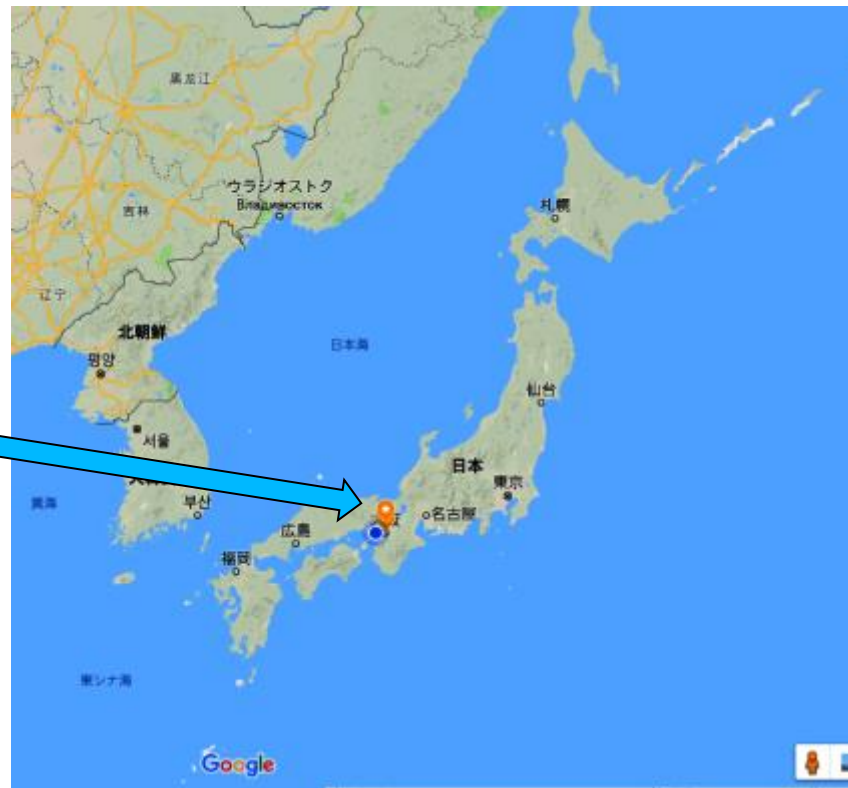 黑龙江
ウラジオストク
Владивосток
吉林
札幌
辽宁
北朝鮮
日本海
평양
仙台
서울
日本
東京
黄海
부산
名古屋
広島
福岡
東シナ海
Google